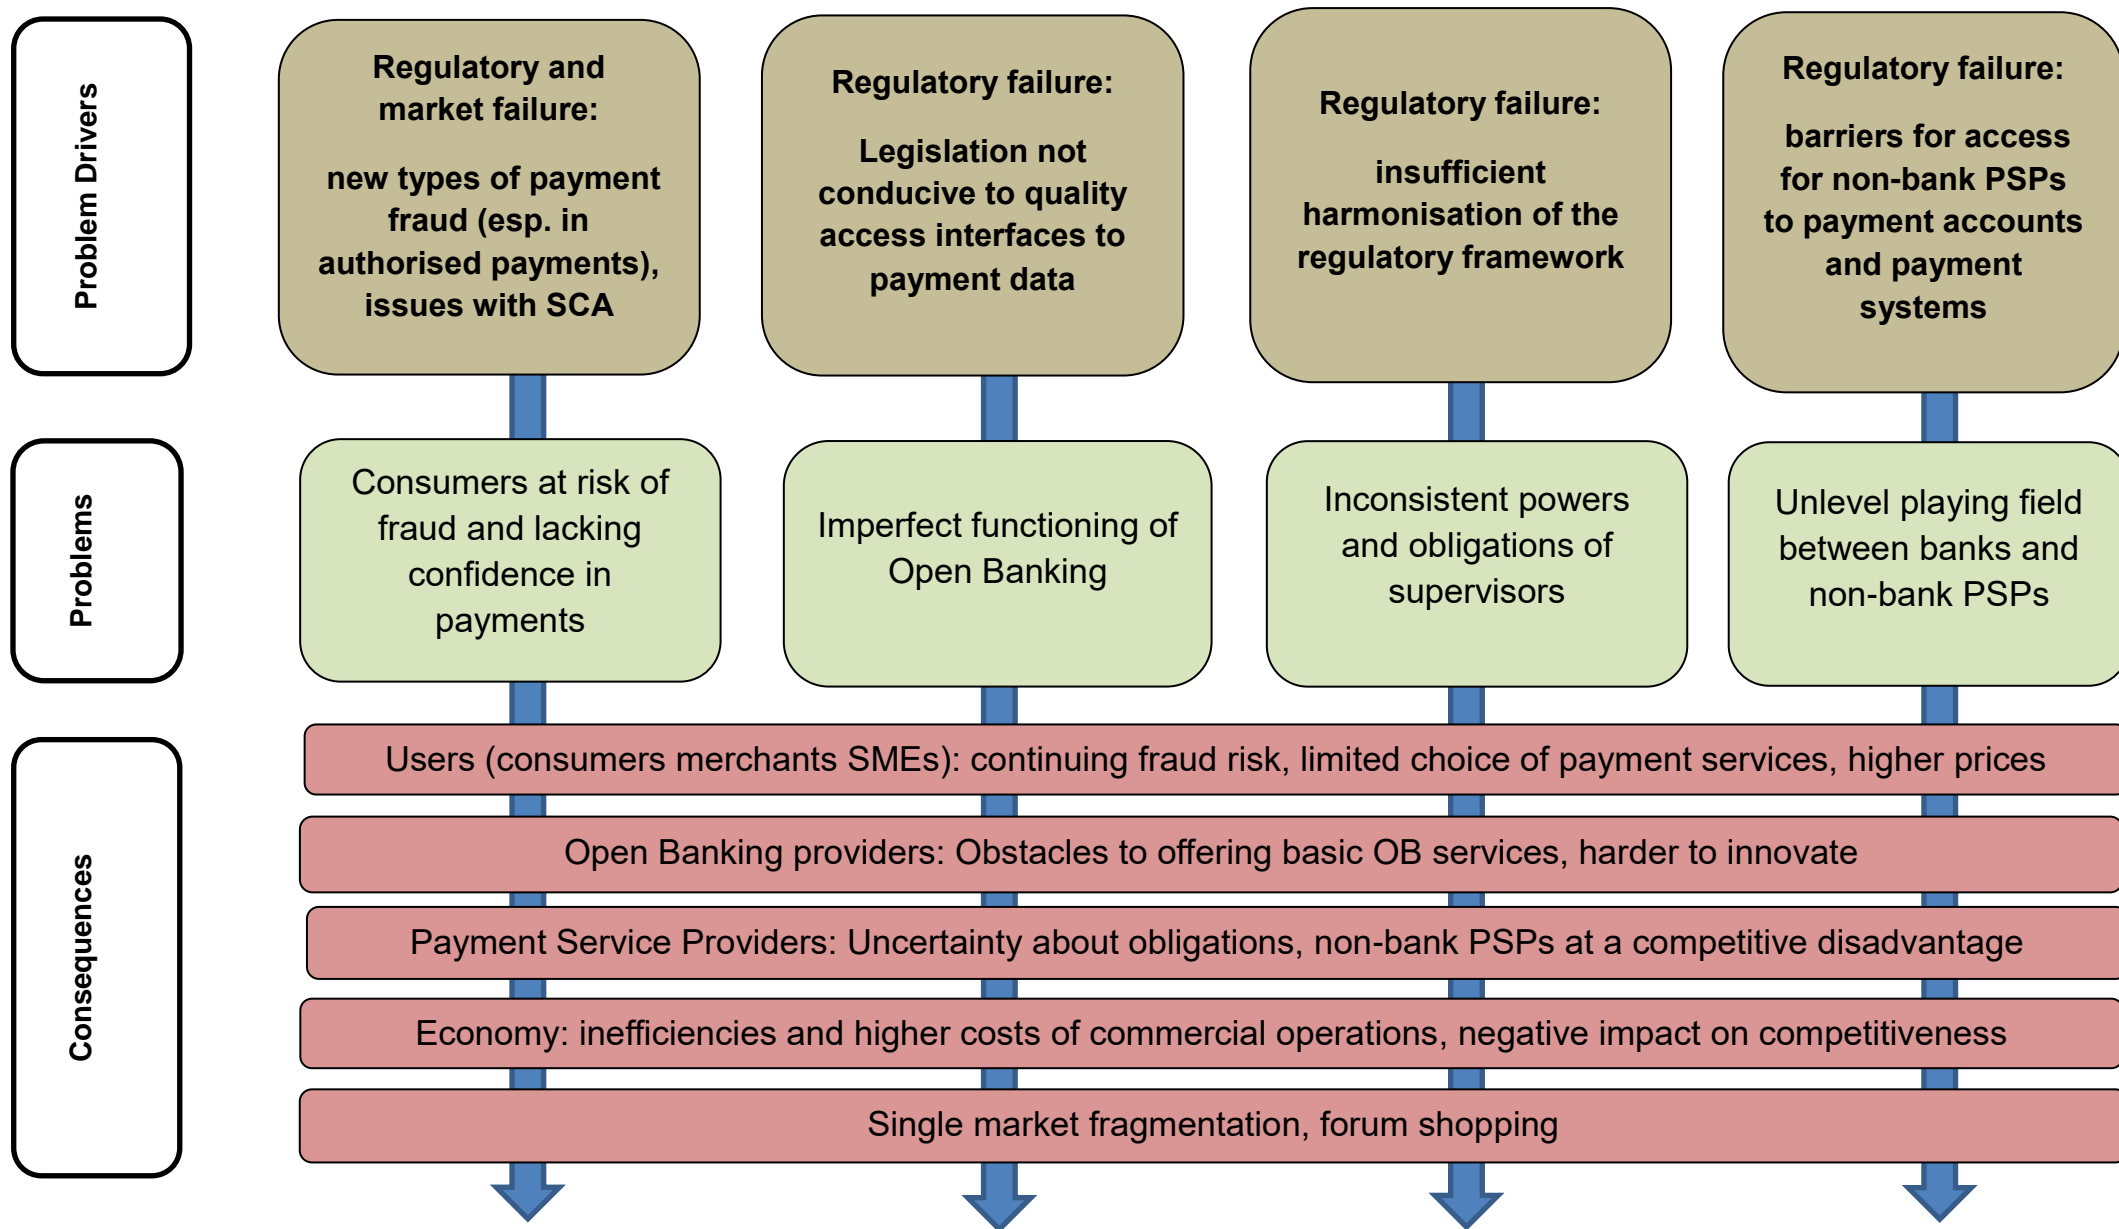 Problem Drivers
Regulatory and
market failure:
new types of payment
fraud (esp. in
authorised payments),
issues with SCA
Regulatory failure:
Legislation not
conducive to quality
access interfaces to
payment data
Regulatory failure:
insufficient
harmonisation of the
regulatory framework
Regulatory failure:
barriers for access
for non-bank PSPs
to payment accounts
and payment
systems
Problems
Consumers at risk of
fraud and lacking
confidence in
payments
Imperfect functioning of
Open Banking
Inconsistent powers
and obligations of
supervisors
Unlevel playing field
between banks and
non-bank PSPs
Consequences
Users (consumers merchants SMEs): continuing fraud risk, limited choice of payment services, higher prices
Open Banking providers: Obstacles to offering basic OB services, harder to innovate
Payment Service Providers: Uncertainty about obligations, non-bank PSPs at a competitive disadvantage
Economy: inefficiencies and higher costs of commercial operations, negative impact on competitiveness
Single market fragmentation, forum shopping